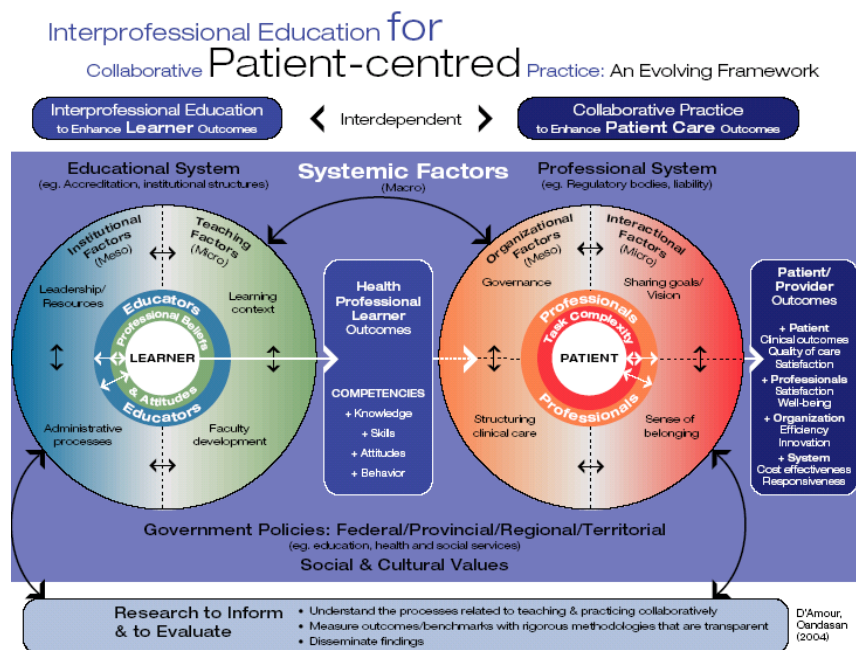 Interprofessional Education for
Collaborative Patient-centred Practice: An Evolving Framework
Interprofessional Education
to Enhance Learner Outcomes
Interdependent
Collaborative Practice
to Enhance Patient Care Outcomes
Educational System
(eg. Accreditation, institutional structures)
Systemic Factors
(Macro)
Professional System
(eg. Regulatory bodies, liability)
Institutional
Factors
(Meso)
Teaching
Factors
(Micro)
Leadership/
Resources
Learning
context
Educators
Professional Beliefs
LEARNER
& Attitudes
Educators
Administrative
processes
Faculty
development
Health
Professional
Learner
Outcomes
COMPETENCIES
+ Knowledge
+ Skills
+ Attitudes
+ Behavior
Organizational
Factors
(Meso)
Interactional
Factors
(Micro)
Governance
Sharing goals/
Vision
Professionals
Task Complexity
PATIENT
Professionals
Structuring
clinical care
Sense of
belonging
Patient/
Provider
Outcomes
+ Patient
Clinical outcomes
Quality of care
Satisfaction
+ Professionals
Satisfaction
Well-being
+ Organization
Efficiency
Innovation
+ System
Cost effectiveness
Responsiveness
Government Policies: Federal/Provincial/Regional/Territorial
(eg. education, health and social services)
Social & Cultural Values
Research to Inform
& to Evaluate
• Understand the processes related to teaching & practicing collaboratively
• Measure outcomes/benchmarks with rigorous methodologies that are transparent
• Disseminate findings
D'Amour,
Oandasan
(2004)